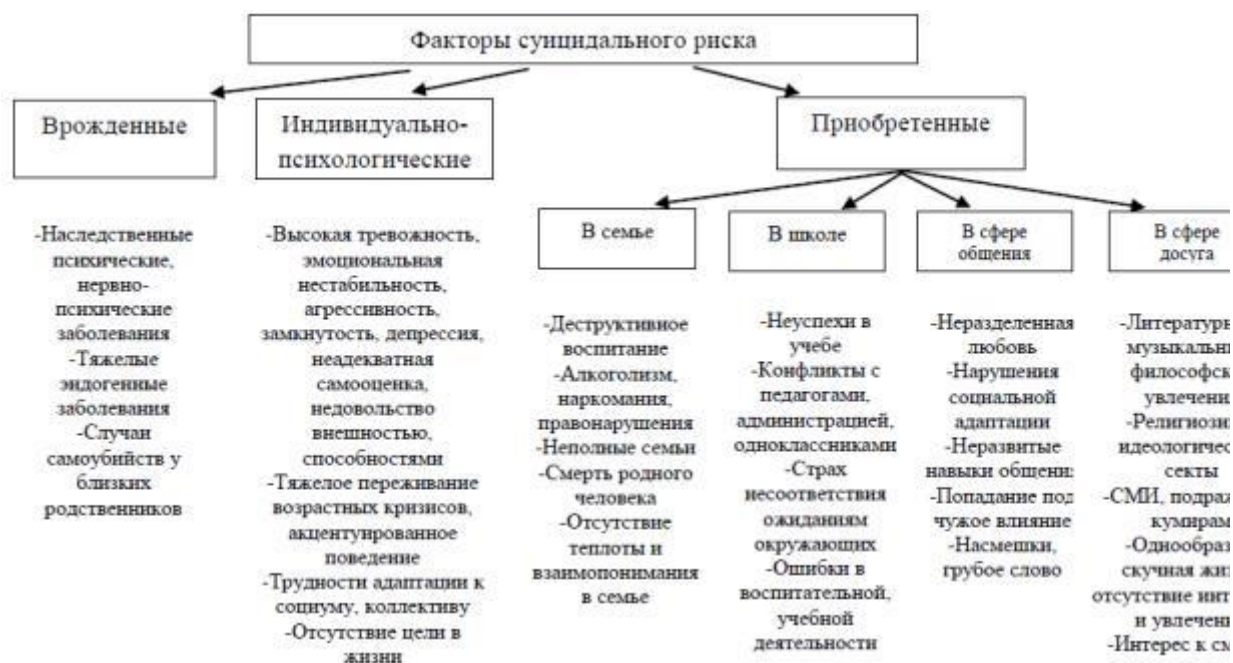 Факторы суицидального риска
Врожденные
Индивидуально-
психологические
Приобретенные
-Наследственные
психические,
нервно-
психические
заболевания
-Тяжелые
эндогенные
заболевания
-Случаи
самоубийств у
близких
родственников
-Высокая тревожность,
эмоциональная
нестабильность,
агрессивность,
замкнутость, депрессия,
неадекватная
самооценка,
недовольство
внешностью,
способностями
-Тяжелое переживание
возрастных кризисов,
акцентуированное
поведение
-Трудности адаптации к
социуму, коллективу
-Отсутствие цели в
жизни
В семье
-Деструктивное
воспитание
-Алкоголизм,
наркомания,
правонарушения
-Неполные семьи
-Смерть родного
человека
-Отсутствие
теплоты и
взаимопонимания
в семье
В школе
-Неуспехи в
учебе
-Конфликты с
педагогами,
администрацией,
одноклассниками
-Страх
несоответствия
ожиданиям
окружающих
-Ошибки в
воспитательной,
учебной
деятельности
В сфере
общения
-Неразделенная
любовь
-Нарушения
социальной
адаптации
-Неразвитые
навыки
-Попадание под
чужое влияние
-Насмешки,
грубое слово
В сфере
досуга
секты
-СМИ,
скучная
отсутствие
и
-Интерес к